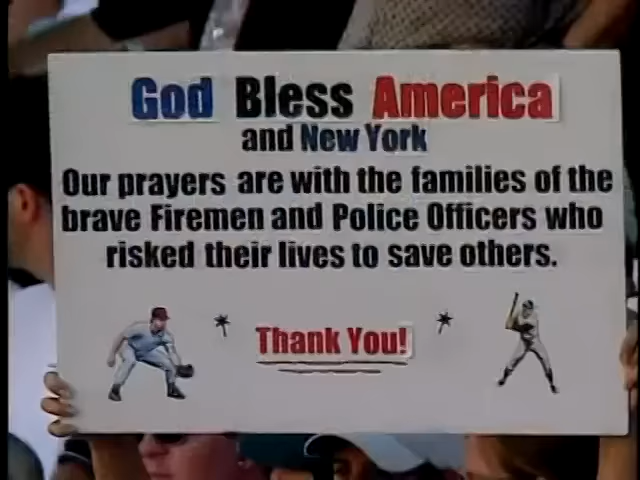 God Bless America
and New York
Our prayers are with the families of the
brave Firemen and Police Officers who
risked their lives to save others.
Thank You!